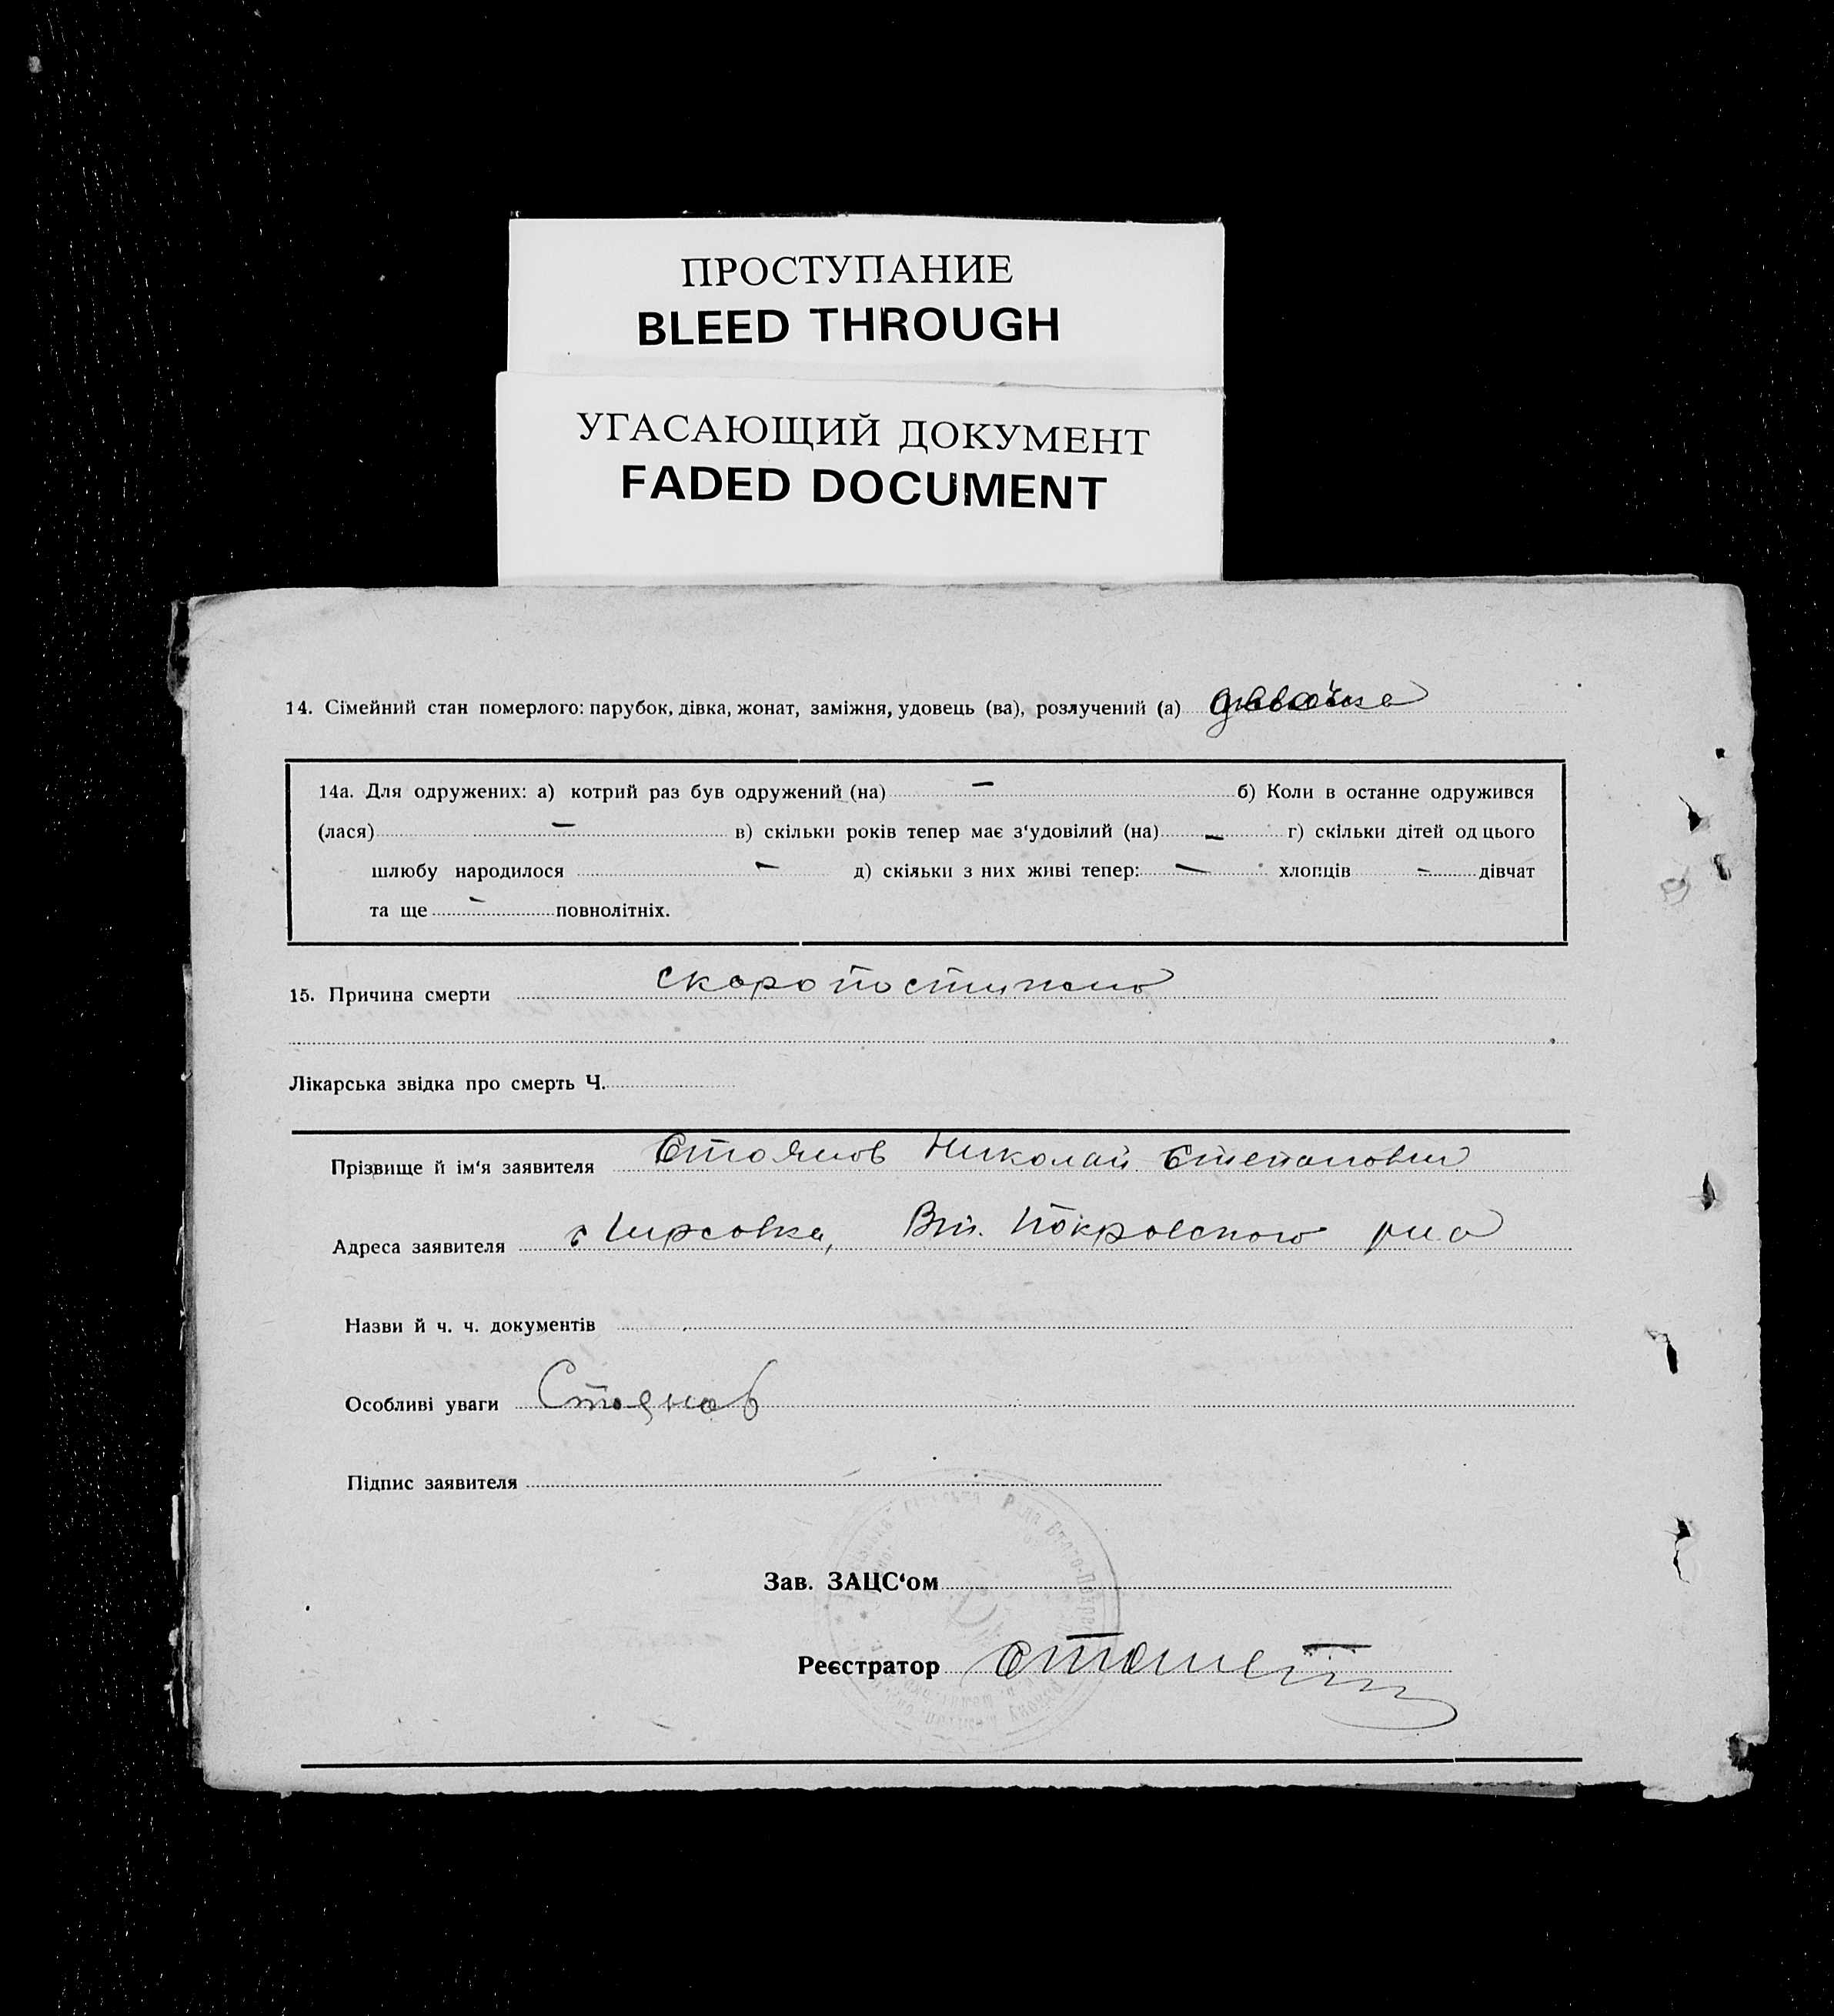 ПРОСТУПАНИЕ
BLEED THROUGH
УГАСАЮЩИЙ ДОКУМЕНТ
FADED DOCUMENT
14. Сімейний стан померлого: парубок, дівка, жонат, заміжня, удовець (ва), розлучений (а)
14а. Для одружених: а) котрий раз був одружений (на) — б) Коли в останнє одружився
(лася) — в) скільки років тепер має з‘удовілий (на) — г) скільки дітей од цього
шлюбу народилося — д) скільки з них живі тепер: — хлопців — дівчат
та ще — повнолітніх.
15. Причина смерти скоропостижно
Лікарська звідка про смерть Ч.
Прізвище й ім‘я заявителя Стоянов Николай Степанович
Адреса заявителя Покровского
Назви й ч. ч. документів
Особливі уваги Стоянов
Підпис заявителя
Зав. ЗАЦС‘ом
Реєстратор